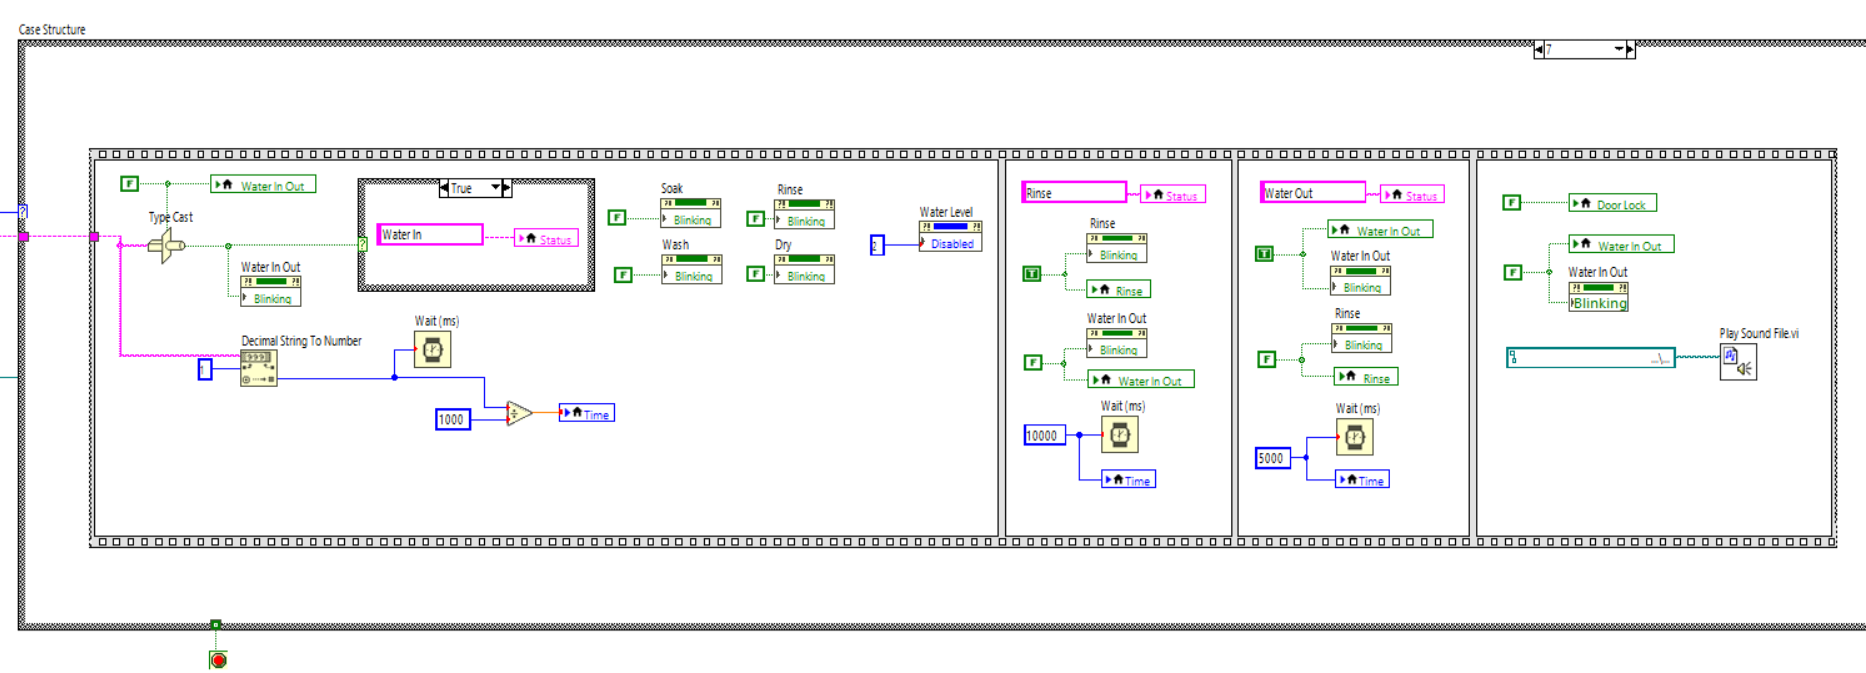 Case Structure
7
F
Water In Out
Type Cast
?
Water In Out
Blinking
True
Water In
Status
?
Decimal String To Number
1
Wait (ms)
1000
Time
Soak
F
Blinking
Rinse
F
Blinking
Wash
F
Blinking
Dry
F
Blinking
Water Level
2
Disabled
Rinse
Status
Rinse
Blinking
T
Rinse
Water In Out
Blinking
F
Water In Out
Wait (ms)
10000
Time
Water Out
Status
Water In Out
T
Water In Out
Blinking
Rinse
Blinking
F
Rinse
Wait (ms)
5000
Time
F
Door Lock
Water In Out
F
Water In Out
Blinking
Play Sound File.vi